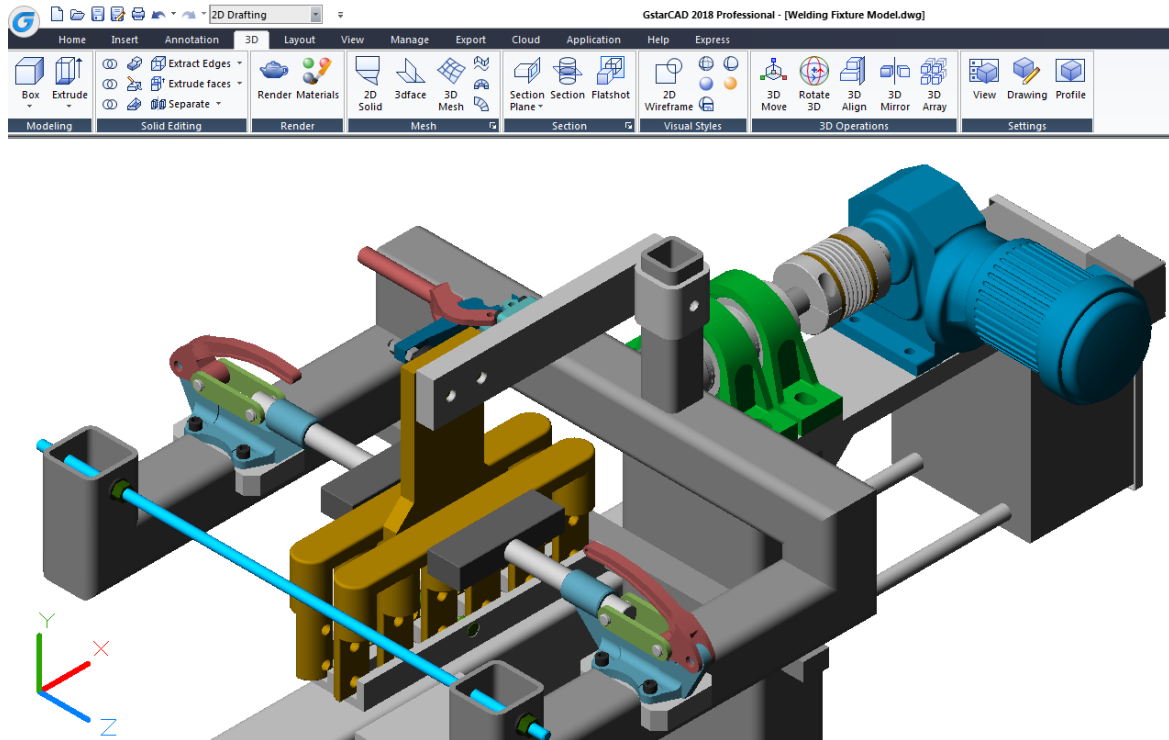 2D Drafting
GstarCAD 2018 Professional - [Welding Fixture Model.dwg]
Home Insert Annotation 3D Layout View Manage Export Cloud Application Help Express
Box
Extrude
Modeling
Extract Edges
Extrude faces
Separate
Solid Editing
Render
Materials
Render
2D
Solid
3dface
3D
Mesh
Mesh
Section
Plane
Section
Flatshot
Section
2D
Wireframe
Visual Styles
3D
Move
Rotate
3D
3D
Align
3D
Mirror
3D
Array
3D Operations
View
Drawing
Profile
Settings
Y
X
Z